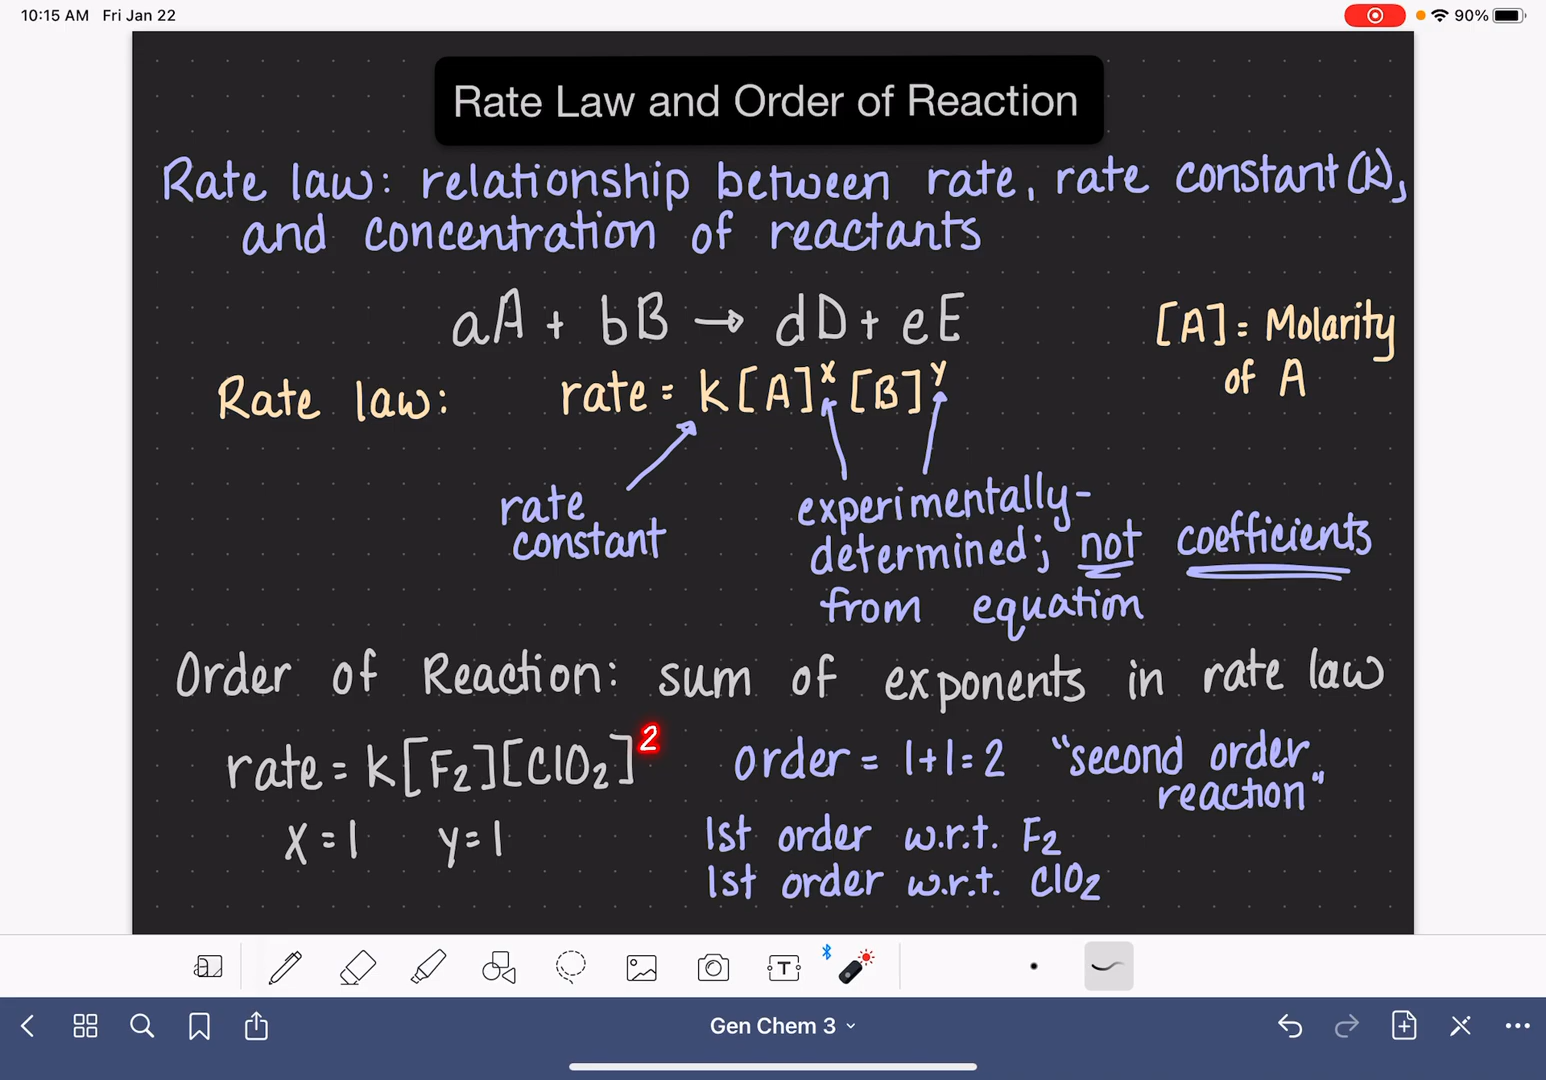 10:15 AM Fri Jan 22
90%
Rate Law and Order of Reaction
Rate law: relationship between rate, rate constant (k),
and concentration of reactants
aA + bB → dD + eE
[A] = Molarity
of A
Rate law: rate = k[A]ˣ[B]ʸ
rate
constant
experimentally-
determined; not coefficients
from equation
Order of Reaction: sum of exponents in rate law
rate = k[F₂][ClO₂]²
order = 1+1=2 "second order
reaction"
x=1 y=1
1st order w.r.t. F₂
1st order w.r.t. ClO₂
T
Gen Chem 3